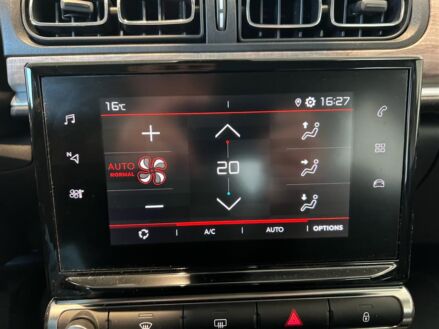 16°C 16:27
N
AUTO
NORMAL
20
A/C AUTO OPTIONS